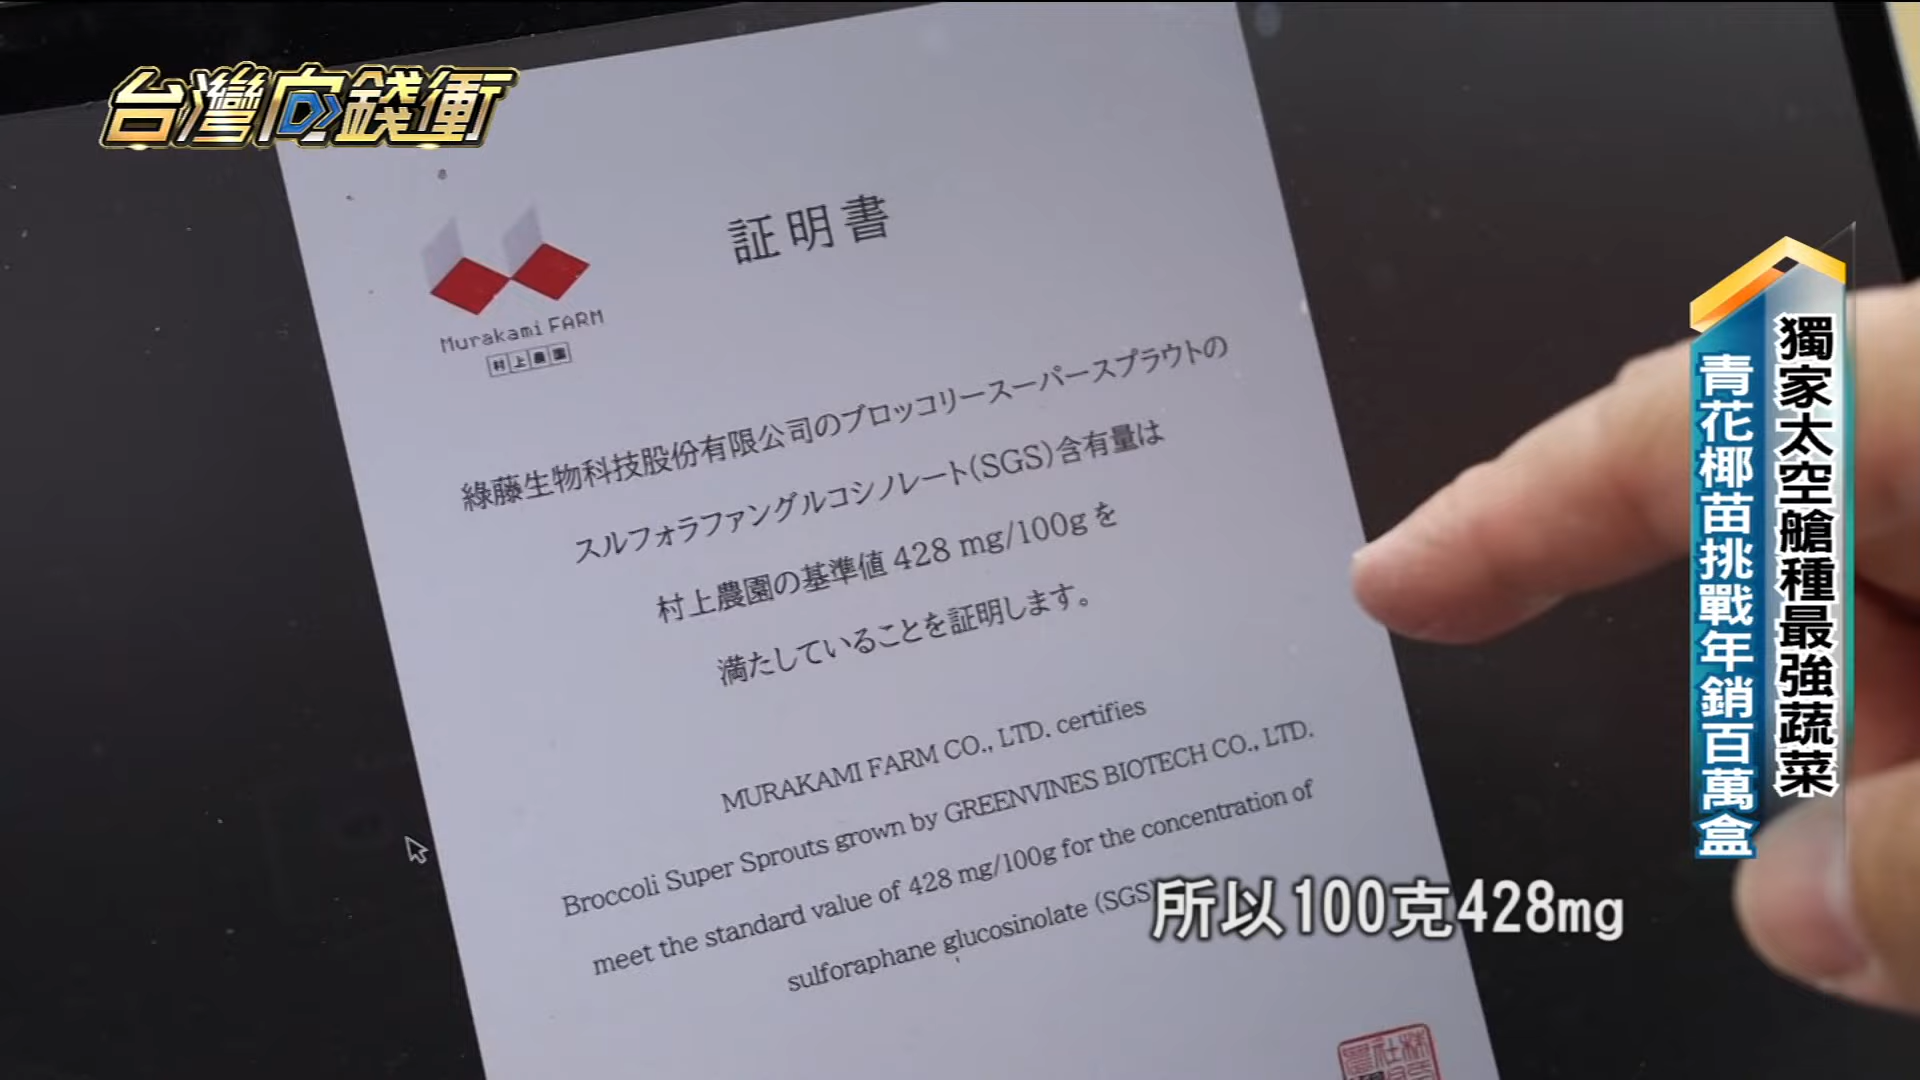 台灣向錢衝
証明書
Murakami FARM
村上農園
綠藤生物科技股份有限公司のブロッコリースーパースプラウトの
スルフォラファングルコシノレート(SGS)含有量は
村上農園の基準値 428 mg/100g を
満たしていることを証明します。
MURAKAMI FARM CO., LTD. certifies
Broccoli Super Sprouts grown by GREENVINES BIOTECH CO., LTD.
meet the standard value of 428 mg/100g for the concentration of
sulforaphane glucosinolate (SGS)
所以100克428mg
獨家太空艙種最強蔬菜
青花椰苗挑戰年銷百萬盒